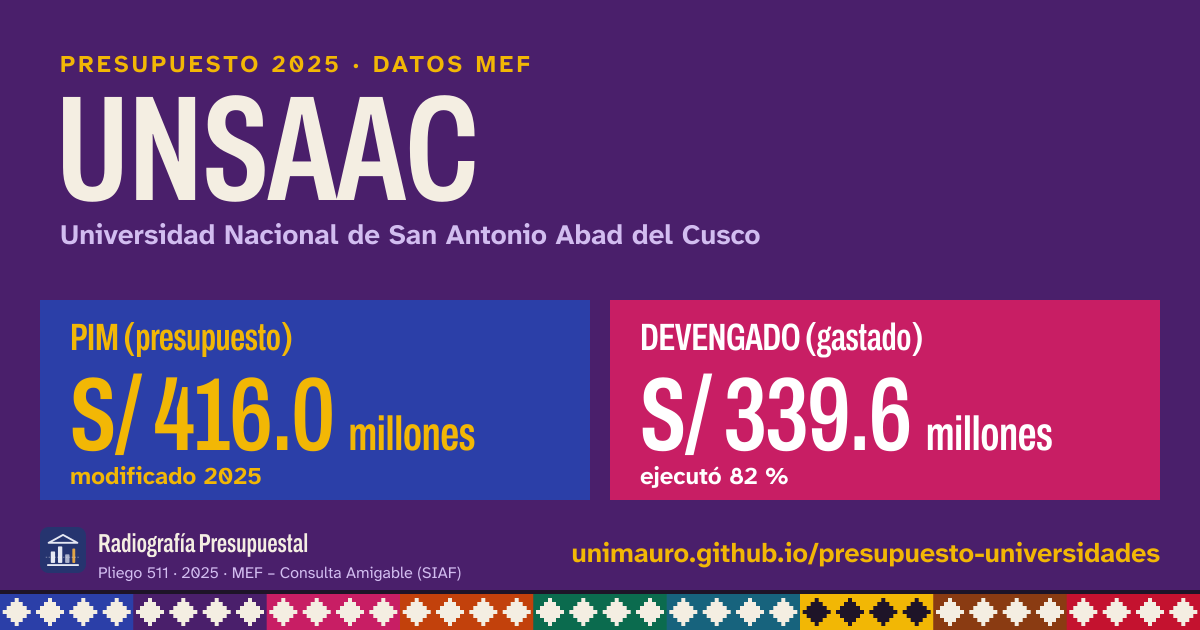 PRESUPUESTO 2025 · DATOS MEF
UNSAAC
Universidad Nacional de San Antonio Abad del Cusco
PIM (presupuesto)
S/ 416.0 millones
modificado 2025
DEVENGADO (gastado)
S/ 339.6 millones
ejecutó 82 %
Radiografía Presupuestal
Pliego 511 · 2025 · MEF – Consulta Amigable (SIAF)
unimauro.github.io/presupuesto-universidades